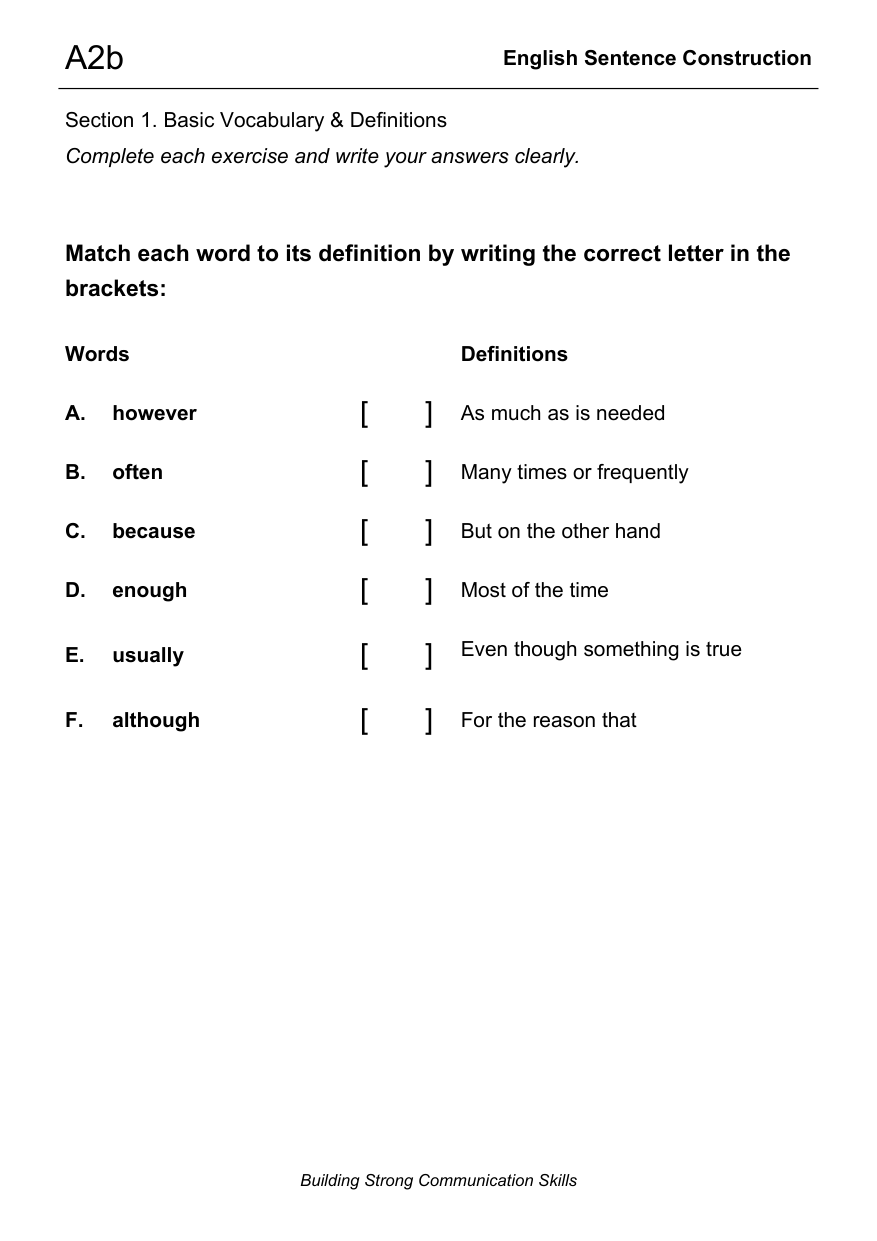 A2b English Sentence Construction
Section 1. Basic Vocabulary & Definitions
Complete each exercise and write your answers clearly.
Match each word to its definition by writing the correct letter in the
brackets:
Words Definitions
A. however [ ] As much as is needed
B. often [ ] Many times or frequently
C. because [ ] But on the other hand
D. enough [ ] Most of the time
E. usually [ ] Even though something is true
F. although [ ] For the reason that
Building Strong Communication Skills